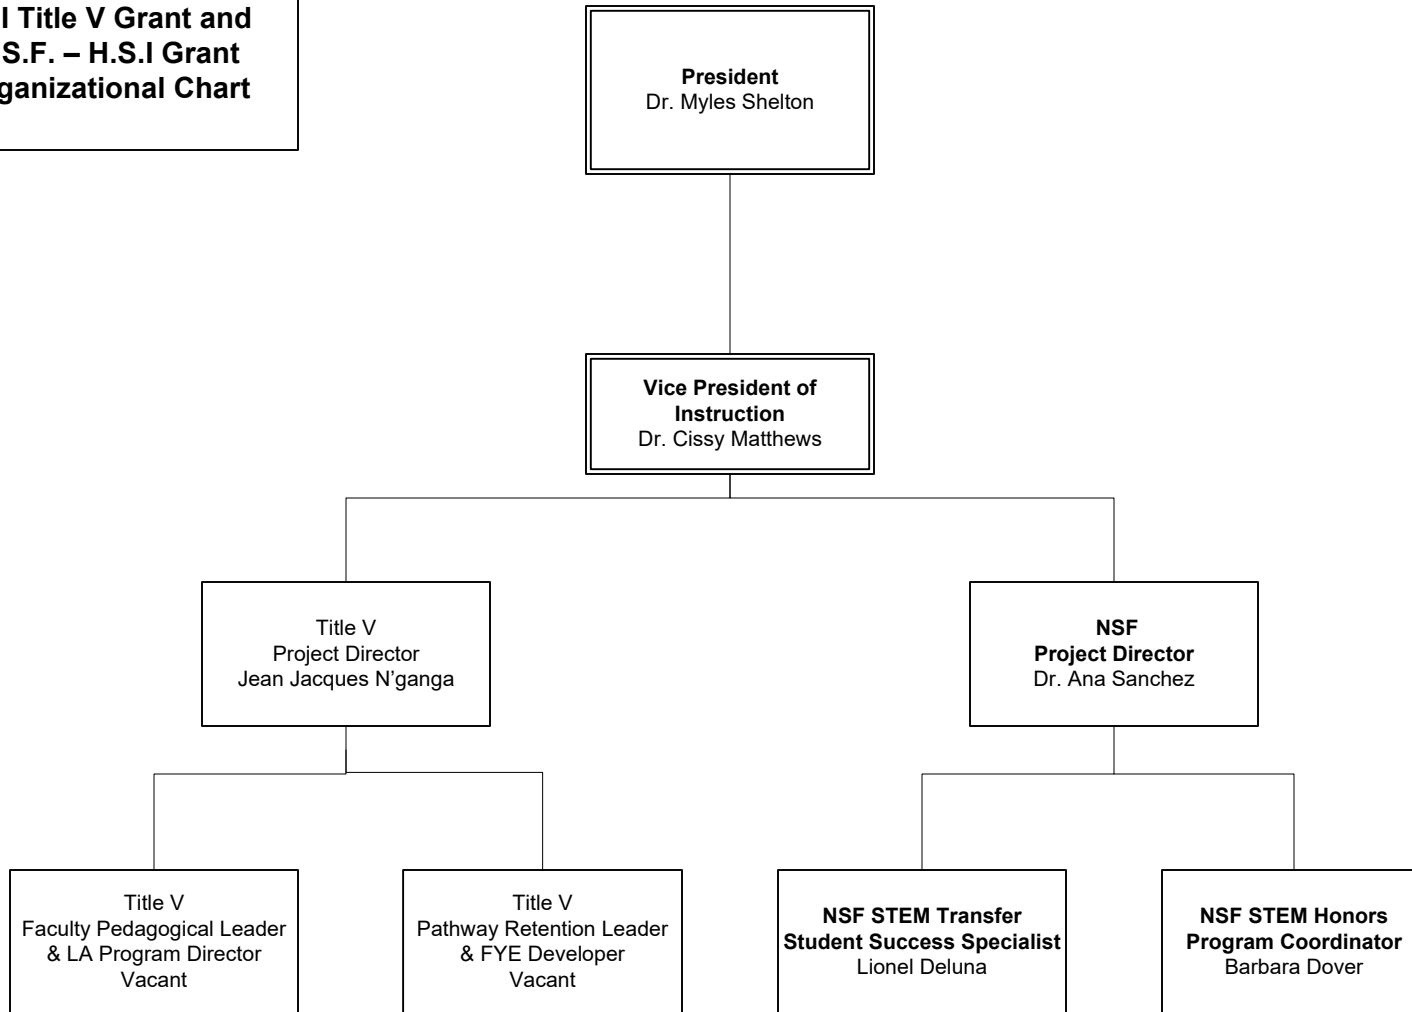 I Title V Grant and
S.F. – H.S.I Grant
ganizational Chart
President
Dr. Myles Shelton
Vice President of
Instruction
Dr. Cissy Matthews
Title V
Project Director
Jean Jacques N’ganga
NSF
Project Director
Dr. Ana Sanchez
Title V
Faculty Pedagogical Leader
& LA Program Director
Vacant
Title V
Pathway Retention Leader
& FYE Developer
Vacant
NSF STEM Transfer
Student Success Specialist
Lionel Deluna
NSF STEM Honors
Program Coordinator
Barbara Dover